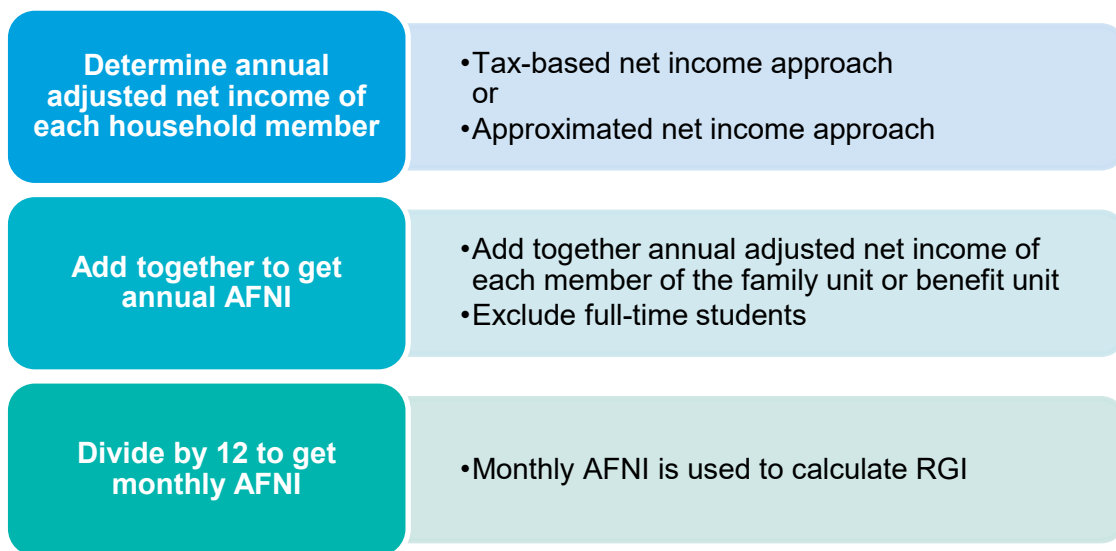 Determine annual
adjusted net income of
each household member
•Tax-based net income approach
or
•Approximated net income approach
Add together to get
annual AFNI
•Add together annual adjusted net income of
each member of the family unit or benefit unit
•Exclude full-time students
Divide by 12 to get
monthly AFNI
•Monthly AFNI is used to calculate RGI